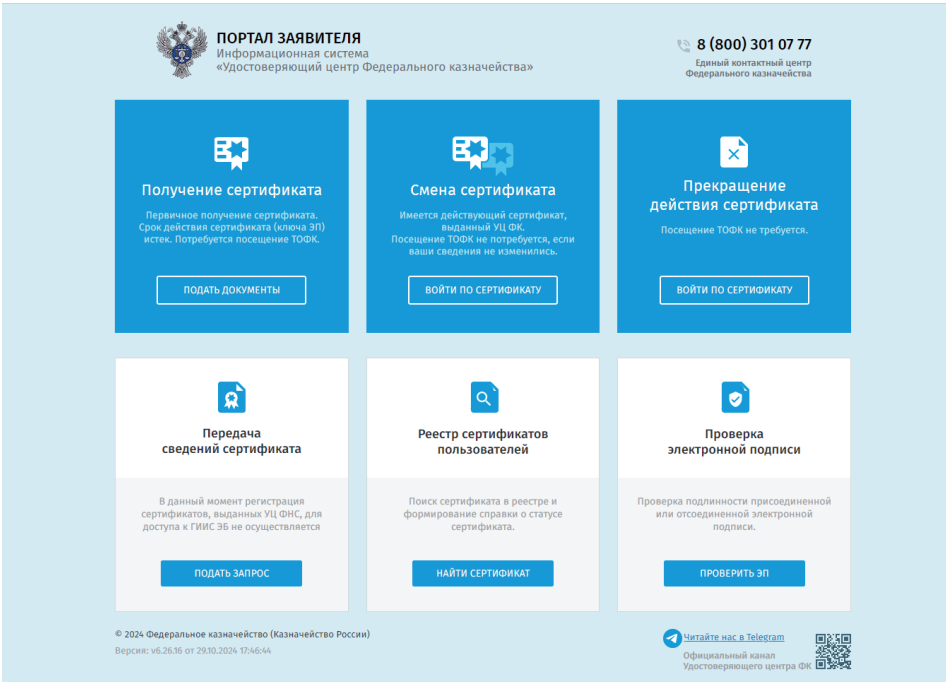 ПОРТАЛ ЗАЯВИТЕЛЯ
Информационная система
«Удостоверяющий центр Федерального казначейства»
8 (800) 301 07 77
Единый контактный центр
Федерального казначейства
Получение сертификата
Первичное получение сертификата.
Срок действия сертификата (ключа ЭП)
истек. Потребуется посещение ТОФК.
ПОДАТЬ ДОКУМЕНТЫ
Смена сертификата
Имеется действующий сертификат,
выданный УЦ ФК.
Посещение ТОФК не потребуется, если
ваши сведения не изменились.
ВОЙТИ ПО СЕРТИФИКАТУ
Прекращение
действия сертификата
Посещение ТОФК не требуется.
ВОЙТИ ПО СЕРТИФИКАТУ
Передача
сведений сертификата
В данный момент регистрация
сертификатов, выданных УЦ ФНС, для
доступа к ГИИС ЭБ не осуществляется
ПОДАТЬ ЗАПРОС
Реестр сертификатов
пользователей
Поиск сертификата в реестре и
формирование справки о статусе
сертификата.
НАЙТИ СЕРТИФИКАТ
Проверка
электронной подписи
Проверка подлинности присоединенной
или отсоединенной электронной
подписи.
ПРОВЕРИТЬ ЭП
© 2024 Федеральное казначейство (Казначейство России)
Версия: v6.26.16 от 29.10.2024 17:46:44
Читайте нас в Telegram
Официальный канал
Удостоверяющего центра ФК